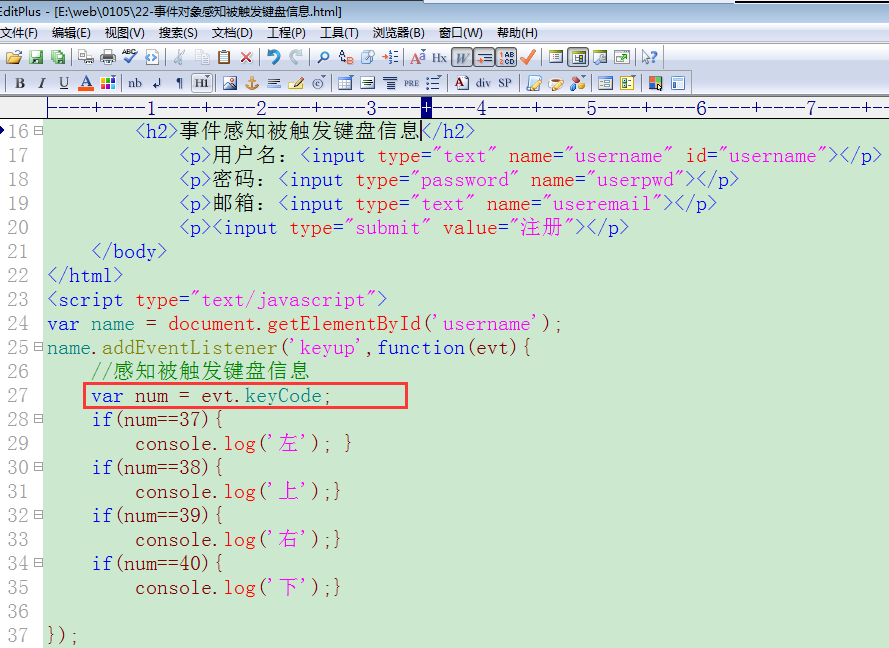 EditPlus - [E:\web\0105\22-事件对象感知被触发键盘信息.html]
文件(F) 编辑(E) 视图(V) 搜索(S) 文档(D) 工程(P) 工具(T) 浏览器(B) 窗口(W) 帮助(H)
ABC Hx W 1AB 2CD
B I U A nb ¶ Hi PRE A div SP
1 2 3 4 5 6 7
16 <h2>事件感知被触发键盘信息</h2>
17 <p>用户名: <input type="text" name="username" id="username"></p>
18 <p>密码: <input type="password" name="userpwd"></p>
19 <p>邮箱: <input type="text" name="useremail"></p>
20 <p><input type="submit" value="注册"></p>
21 </body>
22 </html>
23 <script type="text/javascript">
24 var name = document.getElementById('username');
25 name.addEventListener('keyup',function(evt){
26 //感知被触发键盘信息
27 var num = evt.keyCode;
28 if(num==37){
29 console.log('左'); }
30 if(num==38){
31 console.log('上');}
32 if(num==39){
33 console.log('右');}
34 if(num==40){
35 console.log('下');}
36
37 });